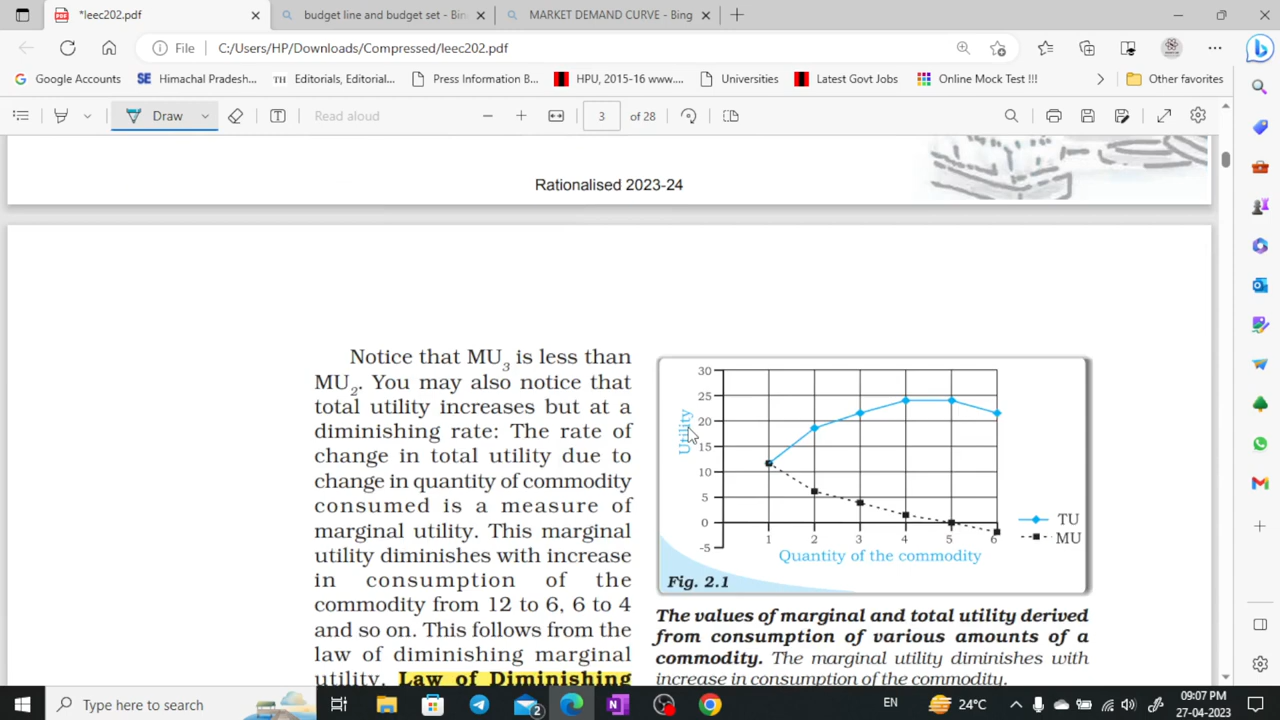 *leec202.pdf
budget line and budget set - Bin
MARKET DEMAND CURVE - Bing
File
C:/Users/HP/Downloads/Compressed/leec202.pdf
Google Accounts
SE Himachal Pradesh...
TH Editorials, Editorial...
Press Information B...
HPU, 2015-16 www....
Universities
Latest Govt Jobs
Online Mock Test !!!
Other favorites
Draw
Read aloud
3 of 28
Rationalised 2023-24
Notice that MU3 is less than
MU2. You may also notice that
total utility increases but at a
diminishing rate: The rate of
change in total utility due to
change in quantity of commodity
consumed is a measure of
marginal utility. This marginal
utility diminishes with increase
in consumption of the
commodity from 12 to 6, 6 to 4
and so on. This follows from the
law of diminishing marginal
utility. Law of Diminishing
30
25
20
15
10
5
0
-5
Utility
1 2 3 4 5 6
Quantity of the commodity
TU
MU
Fig. 2.1
The values of marginal and total utility derived
from consumption of various amounts of a
commodity. The marginal utility diminishes with
increase in consumption of the commodity.
Type here to search
2
EN
24°C
09:07 PM
27-04-2023